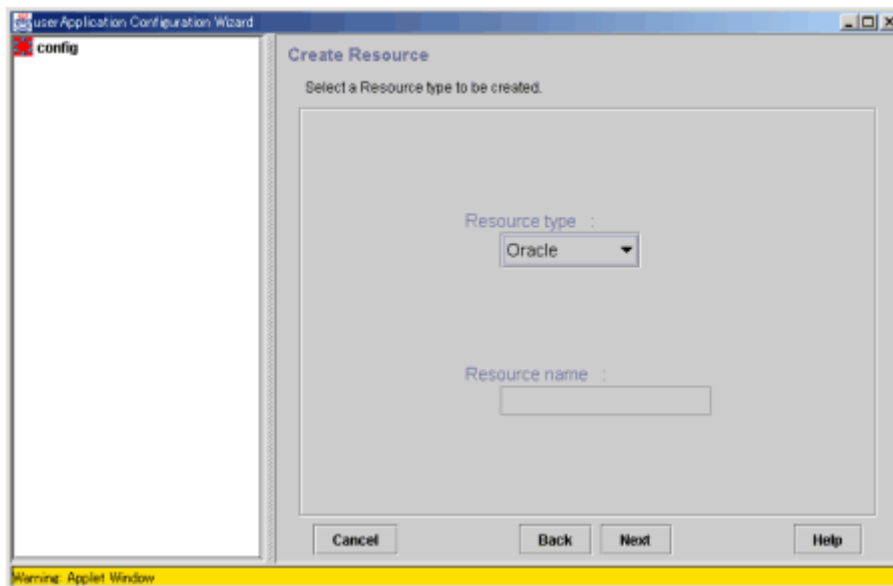 userApplication Configuration Wizard
config
Create Resource
Select a Resource type to be created.
Resource type :
Oracle
Resource name :
Cancel
Back
Next
Help
Warning: Applet Window